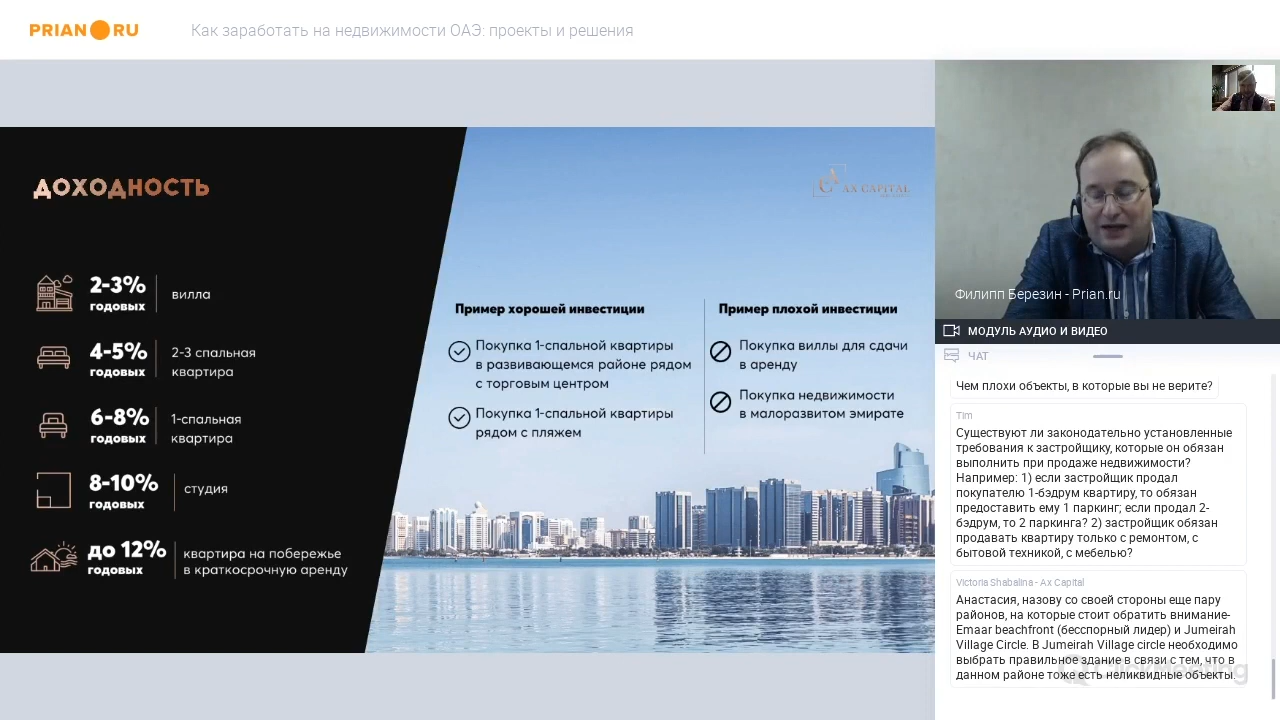 PRIAN RU
Как заработать на недвижимости ОАЭ: проекты и решения
ДОХОДНОСТЬ
2-3%
годовых
вилла
4-5%
годовых
2-3 спальная
квартира
6-8%
годовых
1-спальная
квартира
8-10%
годовых
студия
до 12%
годовых
квартира на побережье
в краткосрочную аренду
AX CAPITAL
Пример хорошей инвестиции
Покупка 1-спальной квартиры
в развивающемся районе рядом
с торговым центром
Покупка 1-спальной квартиры
рядом с пляжем
Пример плохой инвестиции
Покупка виллы для сдачи
в аренду
Покупка недвижимости
в малоразвитом эмирате
Филипп Березин - Prian.ru
МОДУЛЬ АУДИО И ВИДЕО
ЧАТ
Чем плохи объекты, в которые вы не верите?
Tim
Существуют ли законодательно установленные
требования к застройщику, которые он обязан
выполнить при продаже недвижимости?
Например: 1) если застройщик продал
покупателю 1-бэдрум квартиру, то обязан
предоставить ему 1 паркинг; если продал 2-
бэдрум, то 2 паркинга? 2) застройщик обязан
продавать квартиру только с ремонтом, с
бытовой техникой, с мебелью?
Victoria Shabalina - Ax Capital
Анастасия, назову со своей стороны еще пару
районов, на которые стоит обратить внимание-
Emaar beachfront (бесспорный лидер) и Jumeirah
Village Circle. В Jumeirah Village circle необходимо
выбрать правильное здание в связи с тем, что в
данном районе тоже есть неликвидные объекты.
ClickMeeting